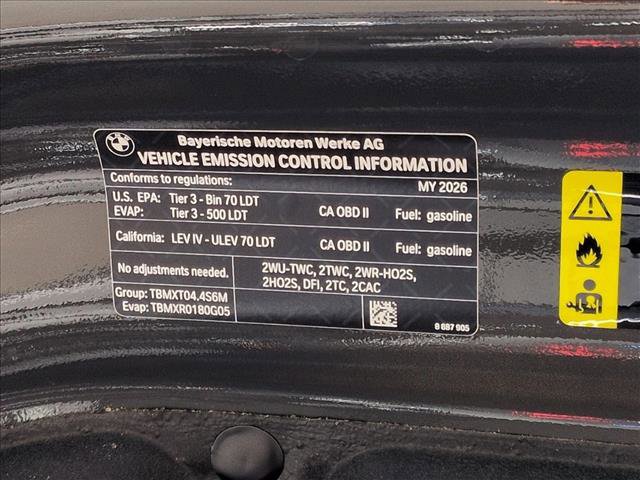 BMW
Bayerische Motoren Werke AG
VEHICLE EMISSION CONTROL INFORMATION
Conforms to regulations: MY 2026
U.S. EPA: Tier 3 - Bin 70 LDT
EVAP: Tier 3 - 500 LDT CA OBD II Fuel: gasoline
California: LEV IV - ULEV 70 LDT CA OBD II Fuel: gasoline
No adjustments needed.
2WU-TWC, 2TWC, 2WR-HO2S,
2HO2S, DFI, 2TC, 2CAC
Group: TBMXT04.4S6M
Evap: TBMXR0180G05
8 687 905